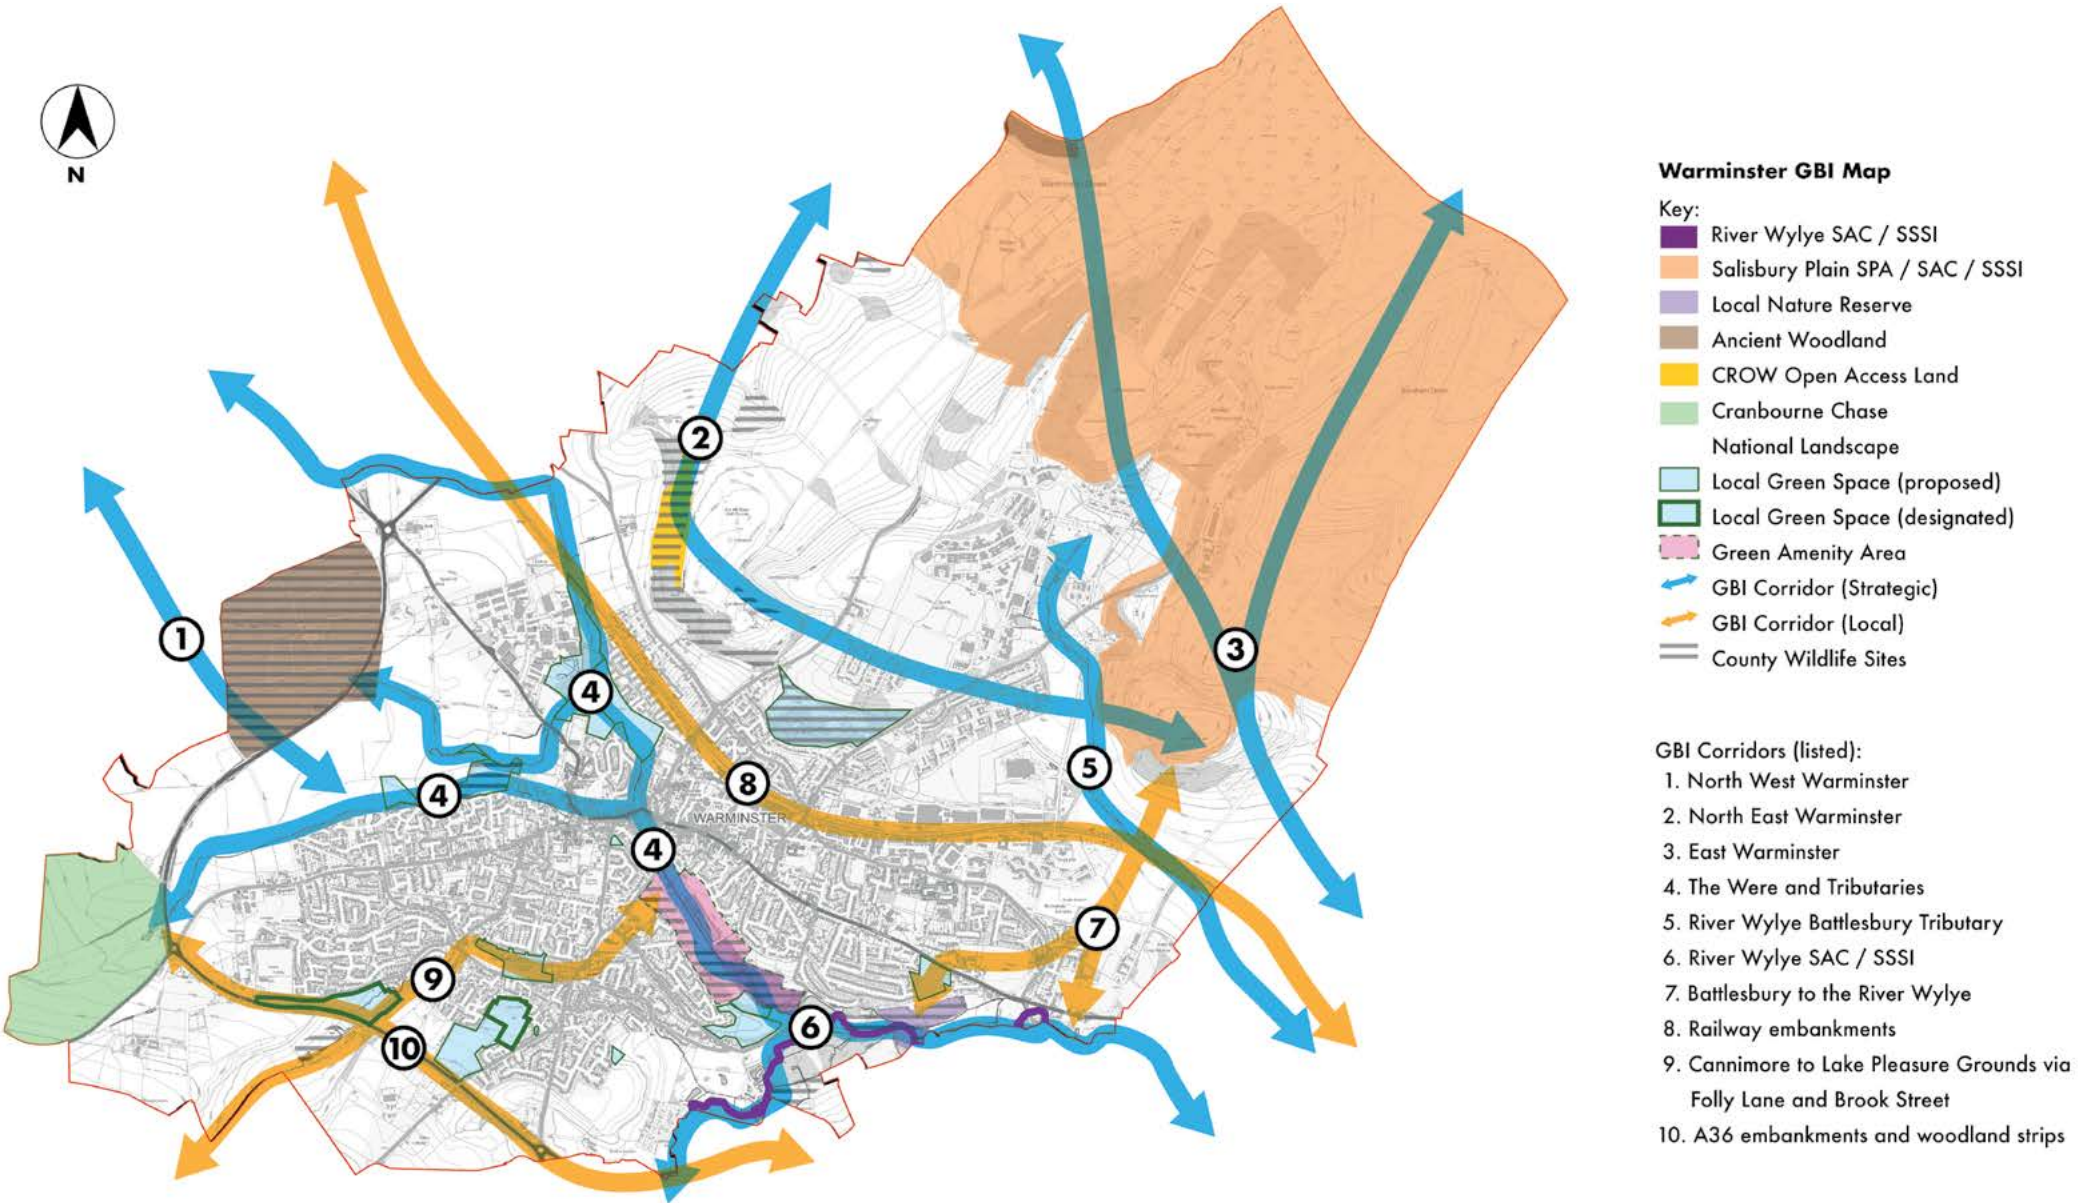 N
1
2
3
4
4
4
5
6
7
8
9
10
WARMINSTER
Warminster GBI Map
Key:
River Wylye SAC / SSSI
Salisbury Plain SPA / SAC / SSSI
Local Nature Reserve
Ancient Woodland
CROW Open Access Land
Cranbourne Chase
National Landscape
Local Green Space (proposed)
Local Green Space (designated)
Green Amenity Area
GBI Corridor (Strategic)
GBI Corridor (Local)
County Wildlife Sites
GBI Corridors (listed):
1. North West Warminster
2. North East Warminster
3. East Warminster
4. The Were and Tributaries
5. River Wylye Battlesbury Tributary
6. River Wylye SAC / SSSI
7. Battlesbury to the River Wylye
8. Railway embankments
9. Cannimore to Lake Pleasure Grounds via
Folly Lane and Brook Street
10. A36 embankments and woodland strips